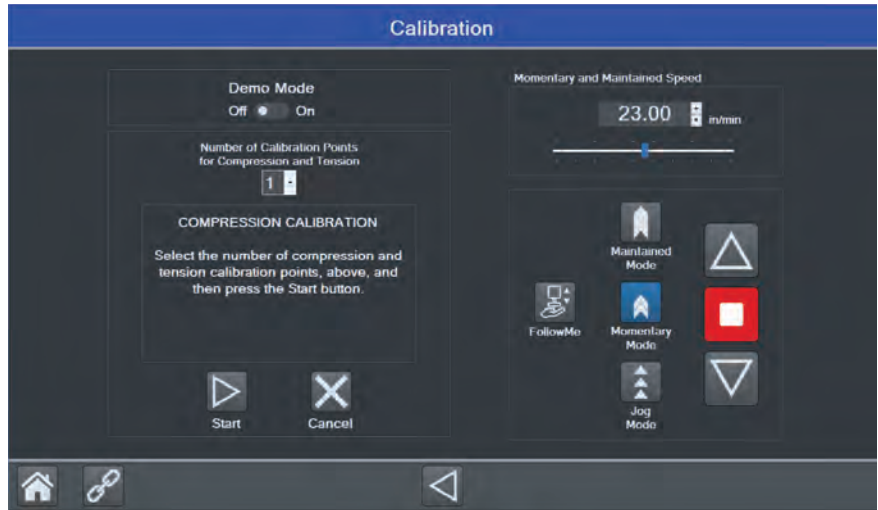 Calibration
Demo Mode
Off On
Number of Calibration Points
for Compression and Tension
1
COMPRESSION CALIBRATION
Select the number of compression and
tension calibration points, above, and
then press the Start button.
Start Cancel
Momentary and Maintained Speed
23.00 in/min
Maintained
Mode
FollowMe
Momentary
Mode
Jog
Mode